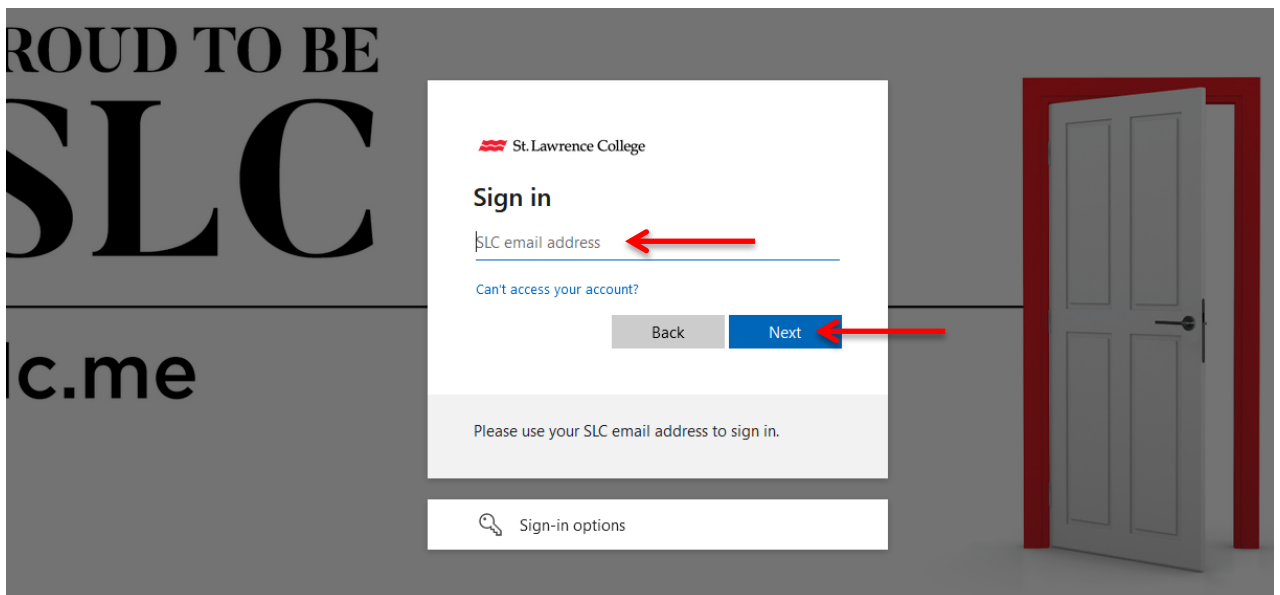 ROUD TO BE
SLC
lc.me
St. Lawrence College
Sign in
SLC email address
Can't access your account?
Back
Next
Please use your SLC email address to sign in.
Sign-in options